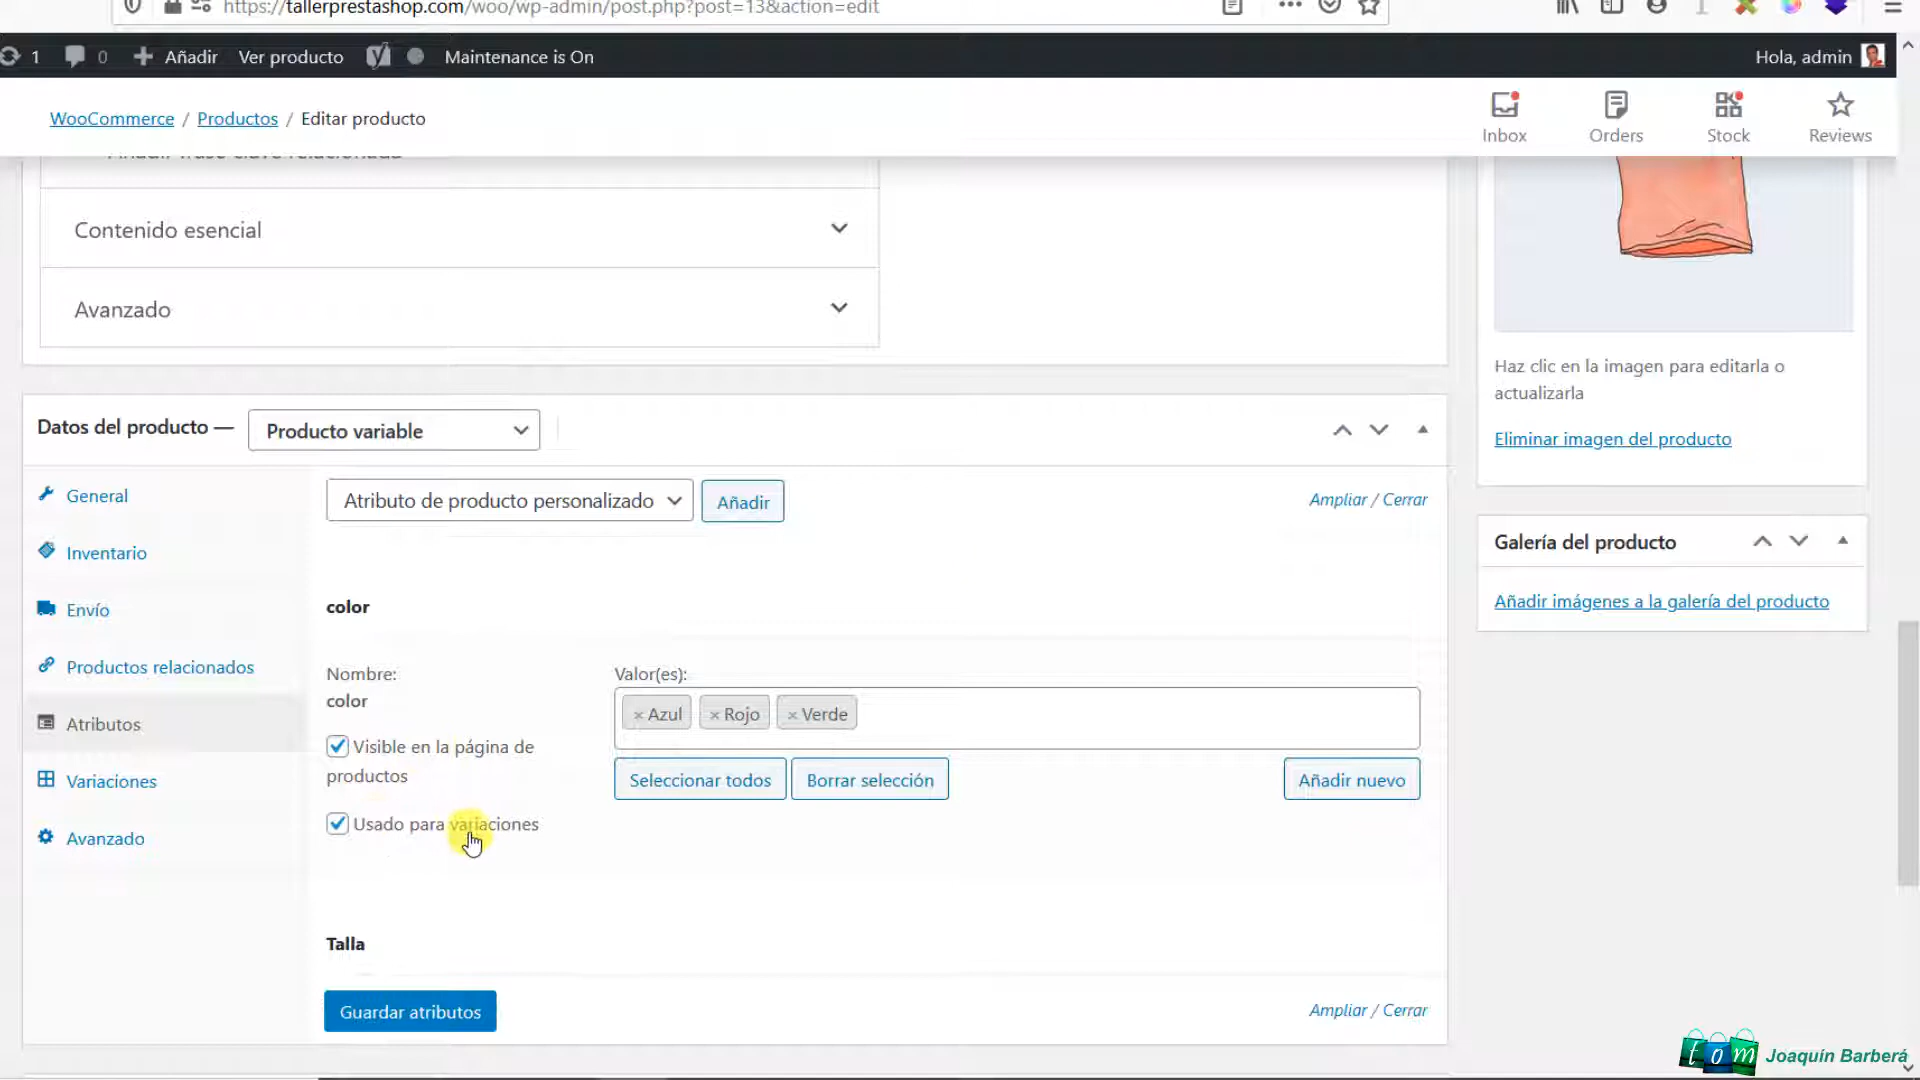 https://tallerprestashop.com/woo/wp-admin/post.php?post=13&action=edit
1 0 Añadir Ver producto Maintenance is On Hola, admin
WooCommerce / Productos / Editar producto
Inbox Orders Stock Reviews
Añadir frase clave relacionada
Contenido esencial
Avanzado
Haz clic en la imagen para editarla o
actualizarla
Eliminar imagen del producto
Datos del producto — Producto variable
General
Inventario
Envío
Productos relacionados
Atributos
Variaciones
Avanzado
Atributo de producto personalizado Añadir Ampliar / Cerrar
color
Nombre:
color
Visible en la página de
productos
Usado para variaciones
Valor(es):
× Azul × Rojo × Verde
Seleccionar todos Borrar selección Añadir nuevo
Talla
Guardar atributos Ampliar / Cerrar
Galería del producto
Añadir imágenes a la galería del producto
tom Joaquín Barberá